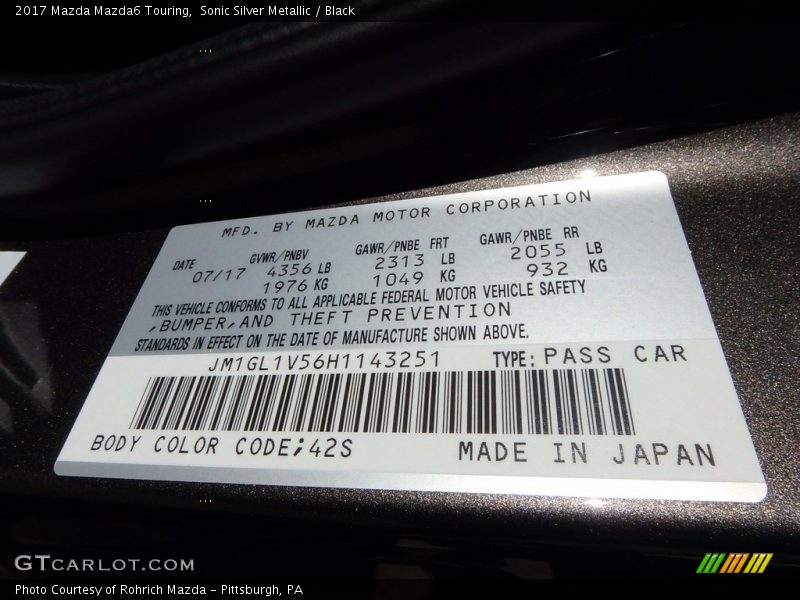 2017 Mazda Mazda6 Touring, Sonic Silver Metallic / Black
MFD. BY MAZDA MOTOR CORPORATION
DATE GVWR/PNBV GAWR/PNBE FRT GAWR/PNBE RR
07/17 4356 LB 2313 LB 2055 LB
1976 KG 1049 KG 932 KG
THIS VEHICLE CONFORMS TO ALL APPLICABLE FEDERAL MOTOR VEHICLE SAFETY
,BUMPER,AND THEFT PREVENTION
STANDARDS IN EFFECT ON THE DATE OF MANUFACTURE SHOWN ABOVE.
JM1GL1V56H1143251 TYPE: PASS CAR
BODY COLOR CODE;42S MADE IN JAPAN
GTCARLOT.COM
Photo Courtesy of Rohrich Mazda - Pittsburgh, PA